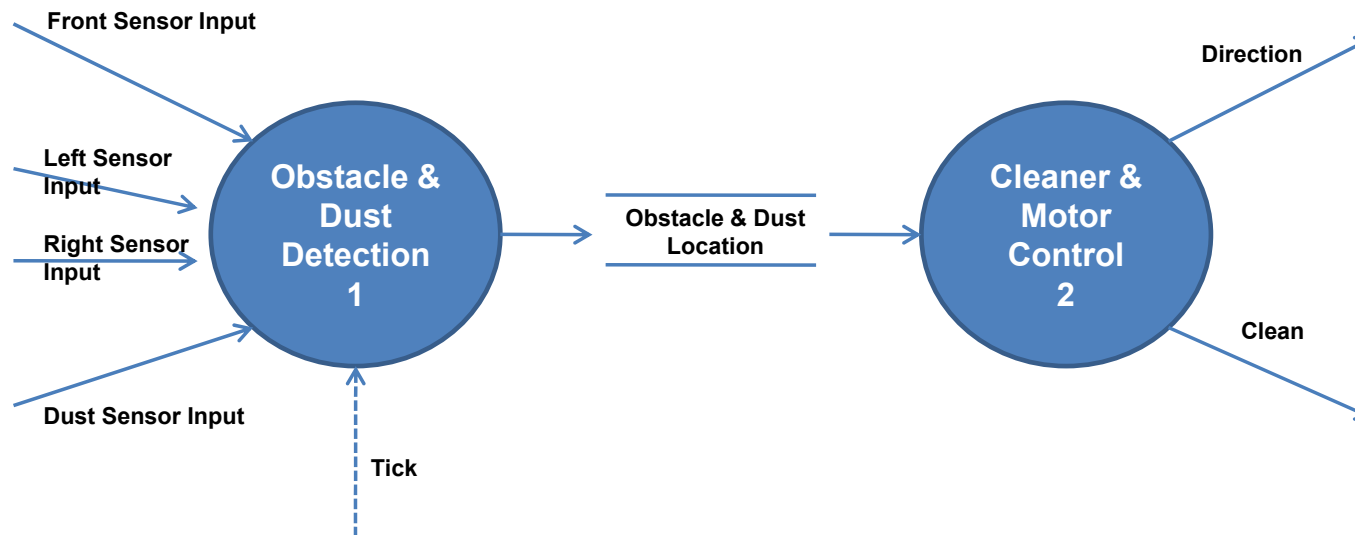 Front Sensor Input
Direction
Left Sensor
Input
Right Sensor
Input
Obstacle &
Dust
Detection
1
Obstacle & Dust
Location
Cleaner &
Motor
Control
2
Clean
Dust Sensor Input
Tick